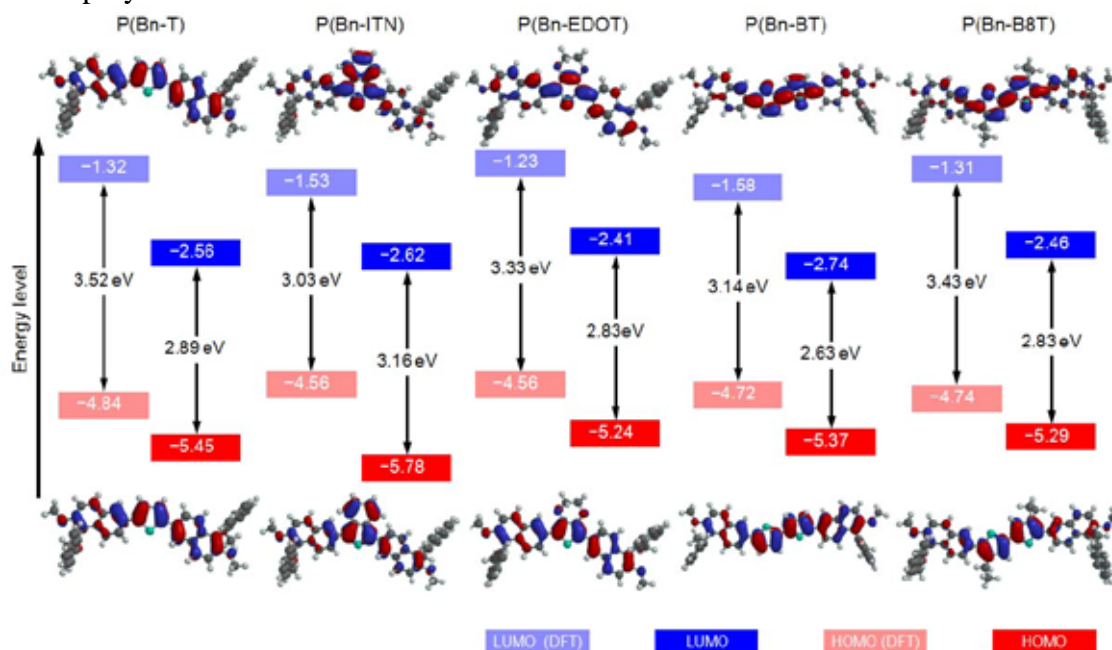 P(Bn-T) P(Bn-ITN) P(Bn-EDOT) P(Bn-BT) P(Bn-B8T)
Energy level
−1.32 −1.53 −1.23 −1.58 −1.31
−2.56 −2.62 −2.41 −2.74 −2.46
3.52 eV 3.03 eV 3.33 eV 3.14 eV 3.43 eV
2.89 eV 3.16 eV 2.83 eV 2.63 eV 2.83 eV
−4.84 −4.56 −4.56 −4.72 −4.74
−5.45 −5.78 −5.24 −5.37 −5.29
LUMO (DFT) LUMO HOMO (DFT) HOMO